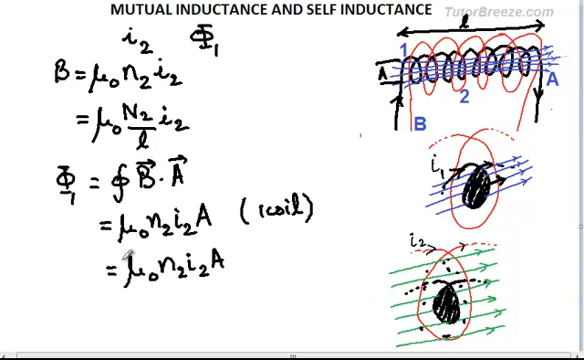 MUTUAL INDUCTANCE AND SELF INDUCTANCE
TutorBreeze.com
i₂ Φ₁
B = μ₀n₂i₂
= μ₀ N₂/l i₂
Φ₁ = ∮ B⃗ · A⃗
= μ₀n₂i₂A (1coil)
= μ₀n₂i₂A
l
1
A
2
A
B
i₁
i₂